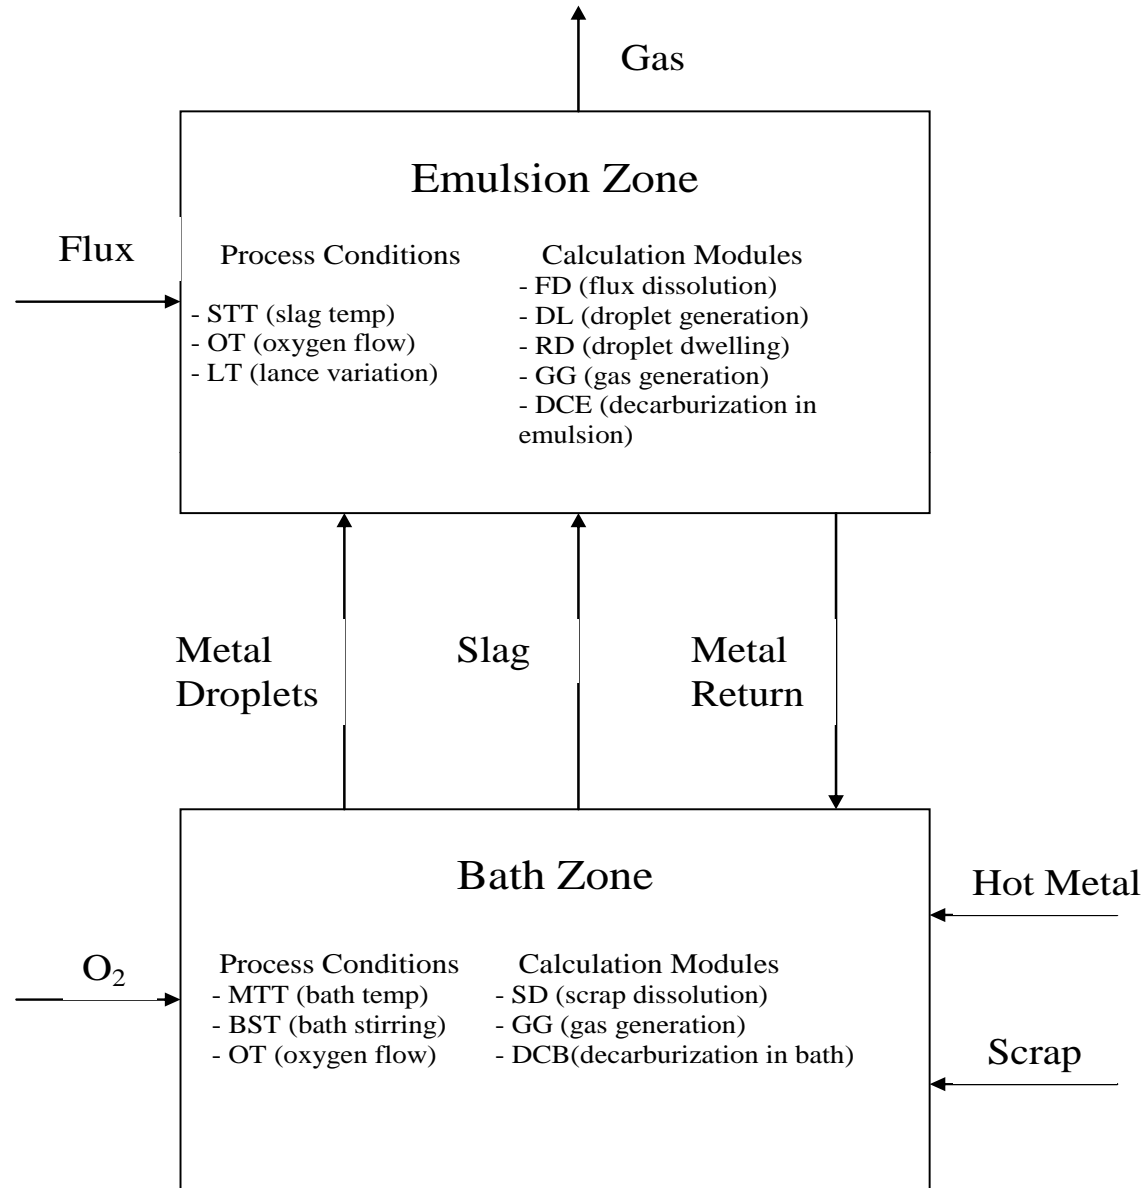 Gas
Emulsion Zone
Flux
Process Conditions
- STT (slag temp)
- OT (oxygen flow)
- LT (lance variation)
Calculation Modules
- FD (flux dissolution)
- DL (droplet generation)
- RD (droplet dwelling)
- GG (gas generation)
- DCE (decarburization in
emulsion)
Metal
Droplets
Slag
Metal
Return
Bath Zone
Hot Metal
O₂
Process Conditions
- MTT (bath temp)
- BST (bath stirring)
- OT (oxygen flow)
Calculation Modules
- SD (scrap dissolution)
- GG (gas generation)
- DCB(decarburization in bath)
Scrap